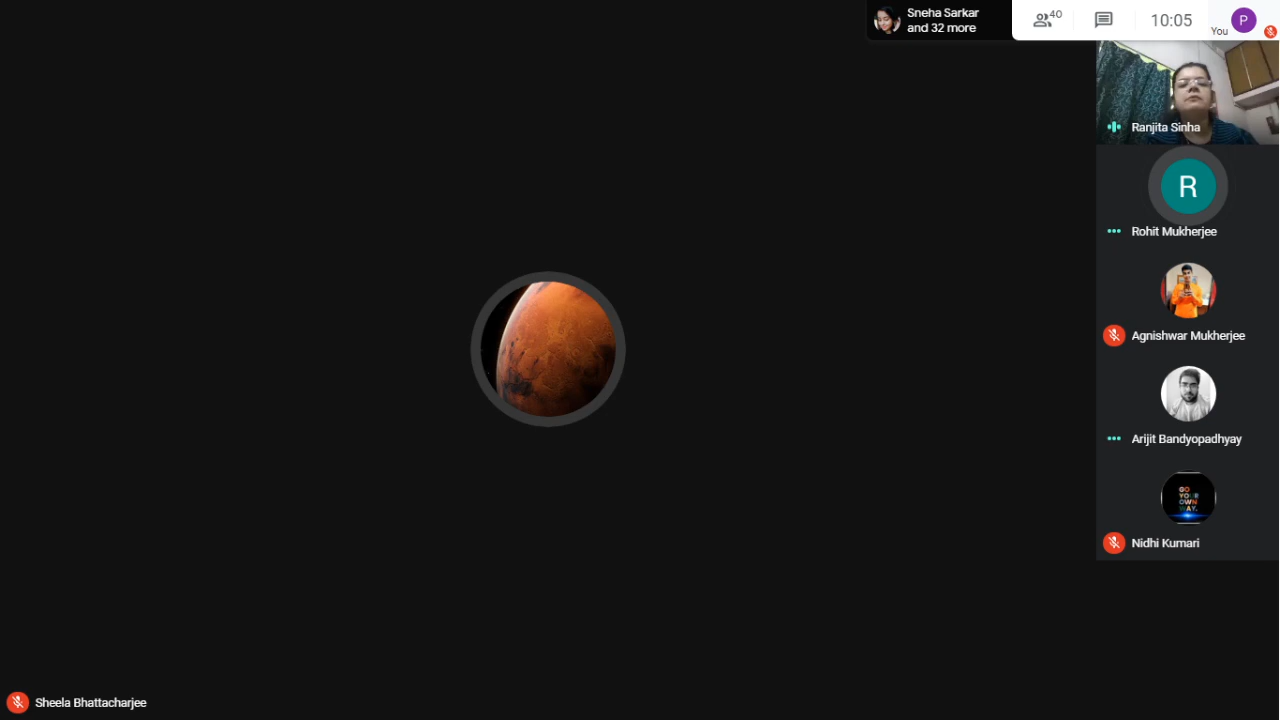 Sneha Sarkar
and 32 more
40
10:05
You
P
Ranjita Sinha
R
Rohit Mukherjee
Agnishwar Mukherjee
Arijit Bandyopadhyay
GO
YOUR
OWN
WAY.
Nidhi Kumari
Sheela Bhattacharjee